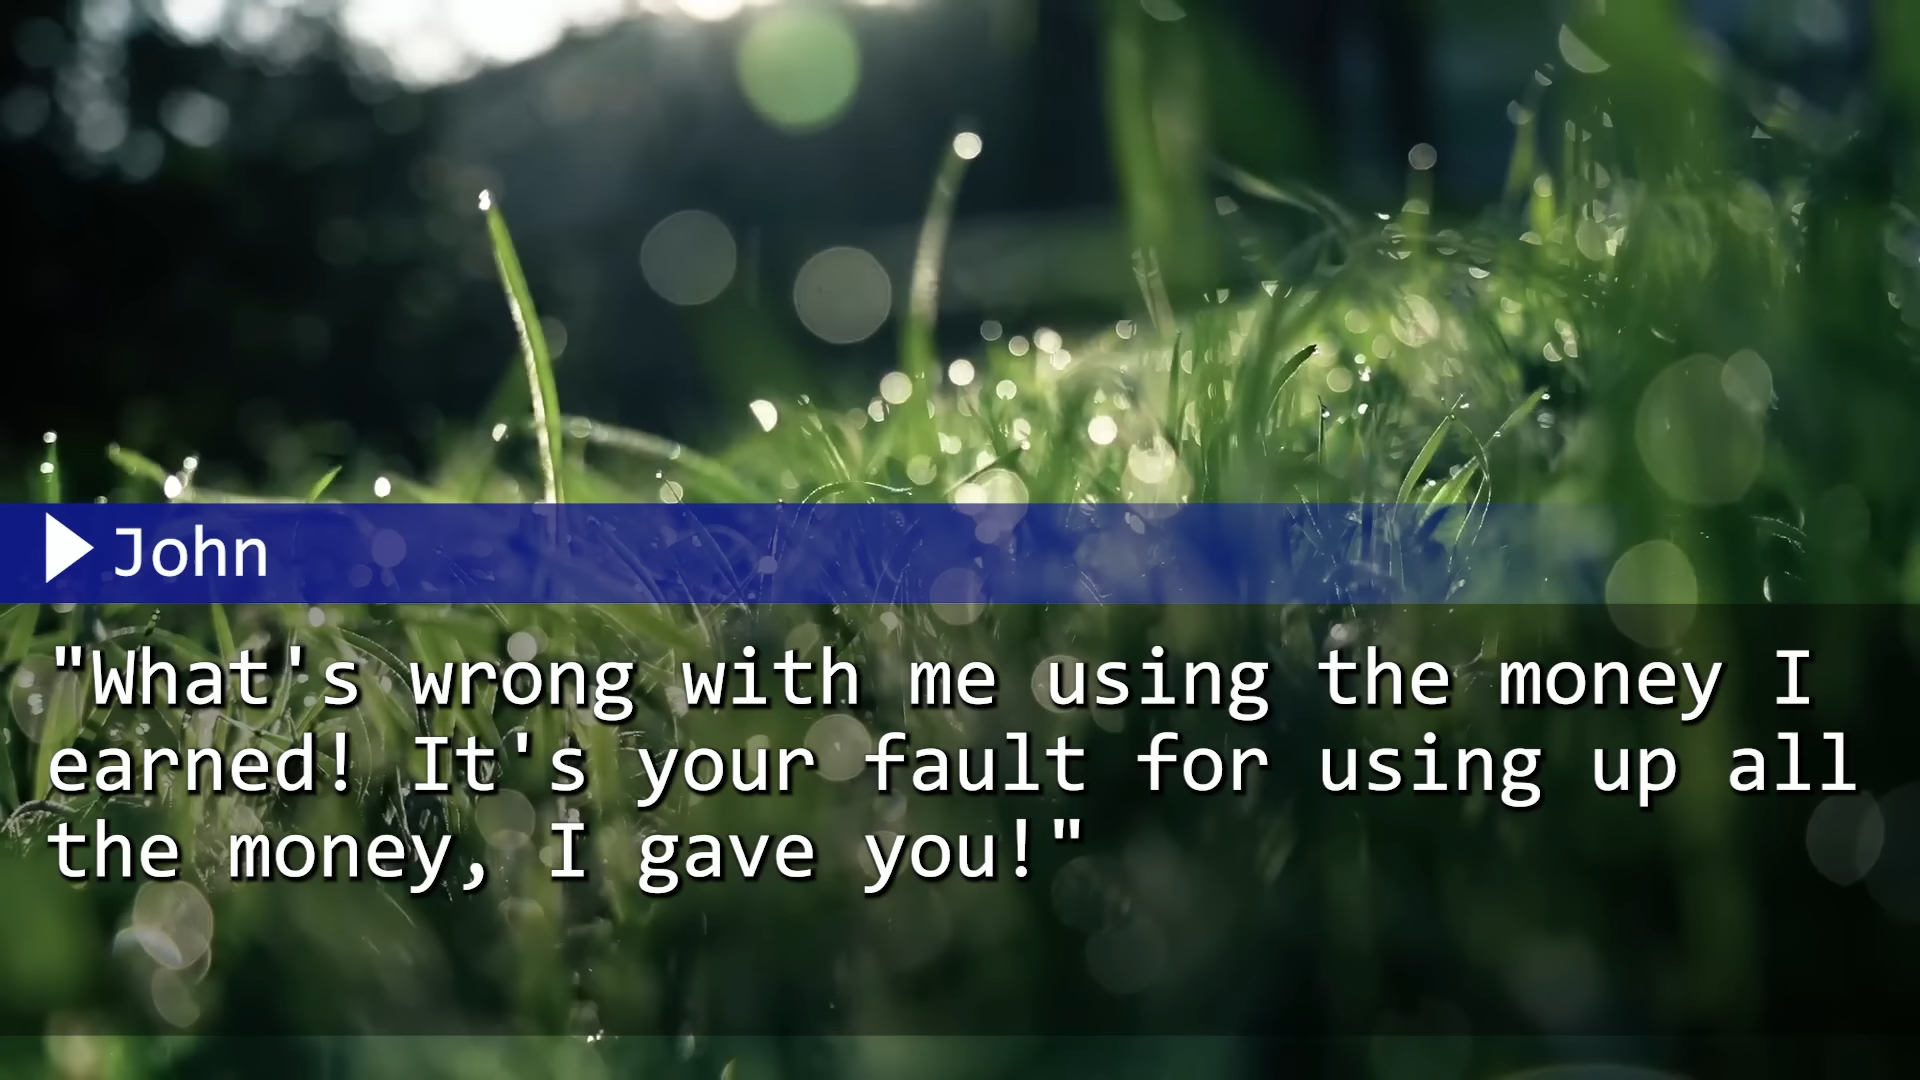 John
"What's wrong with me using the money I
earned! It's your fault for using up all
the money, I gave you!"